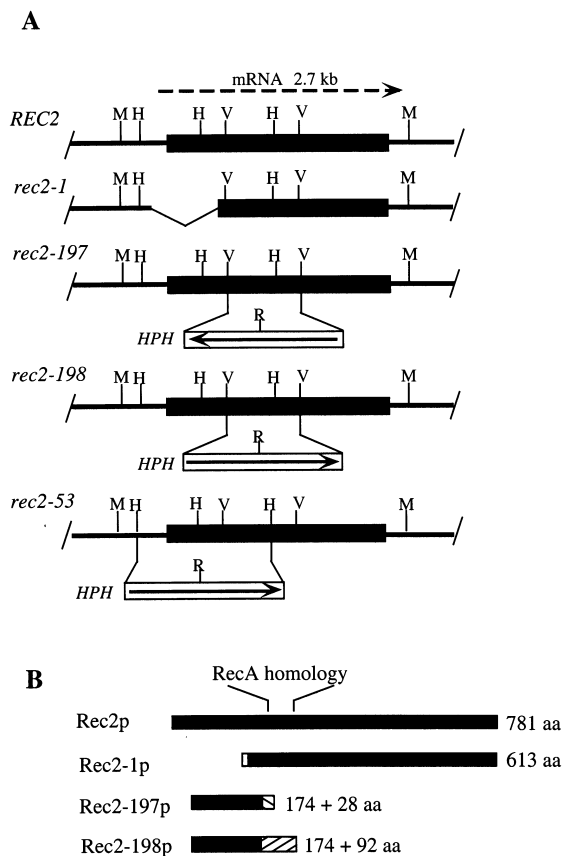 A
mRNA 2.7 kb
M H H V H V M
REC2
M H V H V M
rec2-1
M H H V H V M
rec2-197
R
HPH
M H H V H V M
rec2-198
R
HPH
M H H V H V M
rec2-53
R
HPH
B
RecA homology
Rec2p 781 aa
Rec2-1p 613 aa
Rec2-197p 174 + 28 aa
Rec2-198p 174 + 92 aa